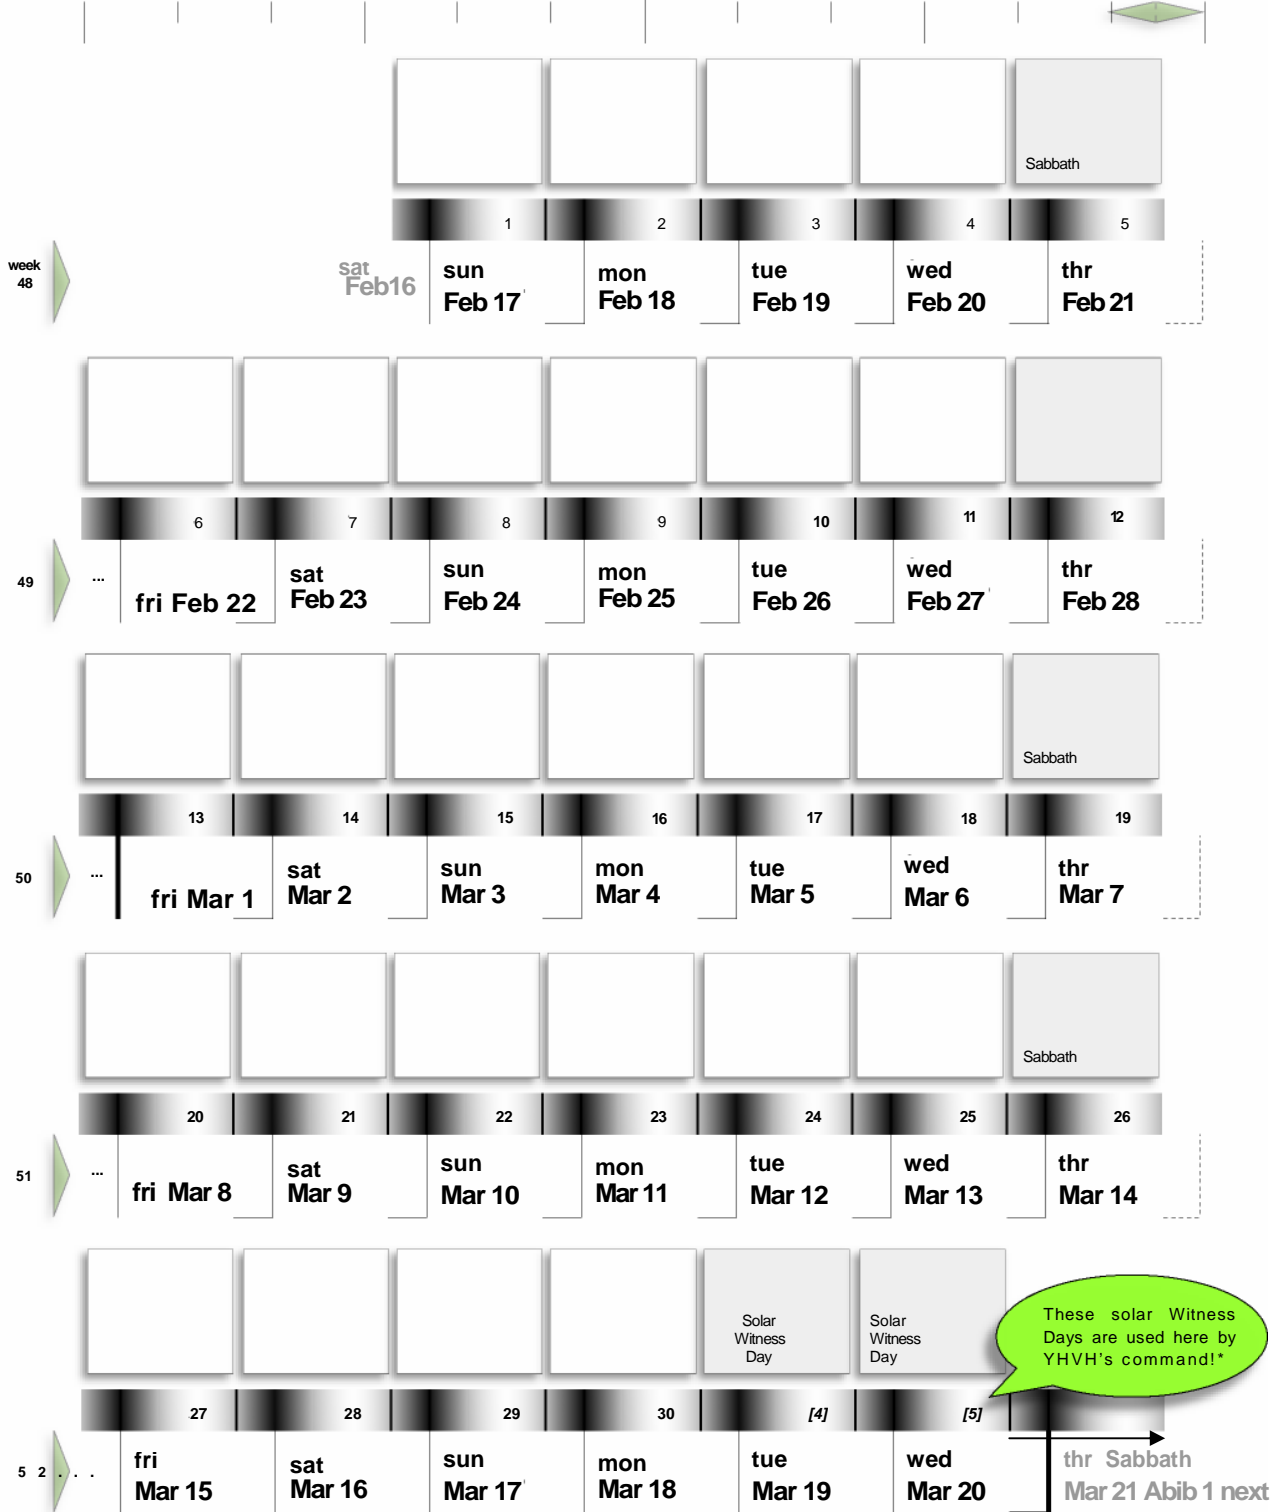 Sabbath
1 2 3 4 5
week
48
sat
Feb16
sun
Feb 17
mon
Feb 18
tue
Feb 19
wed
Feb 20
thr
Feb 21
6 7 8 9 10 11 12
49
...
fri Feb 22
sat
Feb 23
sun
Feb 24
mon
Feb 25
tue
Feb 26
wed
Feb 27
thr
Feb 28
Sabbath
13 14 15 16 17 18 19
50
...
fri Mar 1
sat
Mar 2
sun
Mar 3
mon
Mar 4
tue
Mar 5
wed
Mar 6
thr
Mar 7
Sabbath
20 21 22 23 24 25 26
51
...
fri Mar 8
sat
Mar 9
sun
Mar 10
mon
Mar 11
tue
Mar 12
wed
Mar 13
thr
Mar 14
Solar
Witness
Day
Solar
Witness
Day
These solar Witness
Days are used here by
YHVH's command!*
27 28 29 30 [4] [5]
5 2 . . .
fri
Mar 15
sat
Mar 16
sun
Mar 17
mon
Mar 18
tue
Mar 19
wed
Mar 20
thr Sabbath
Mar 21 Abib 1 next